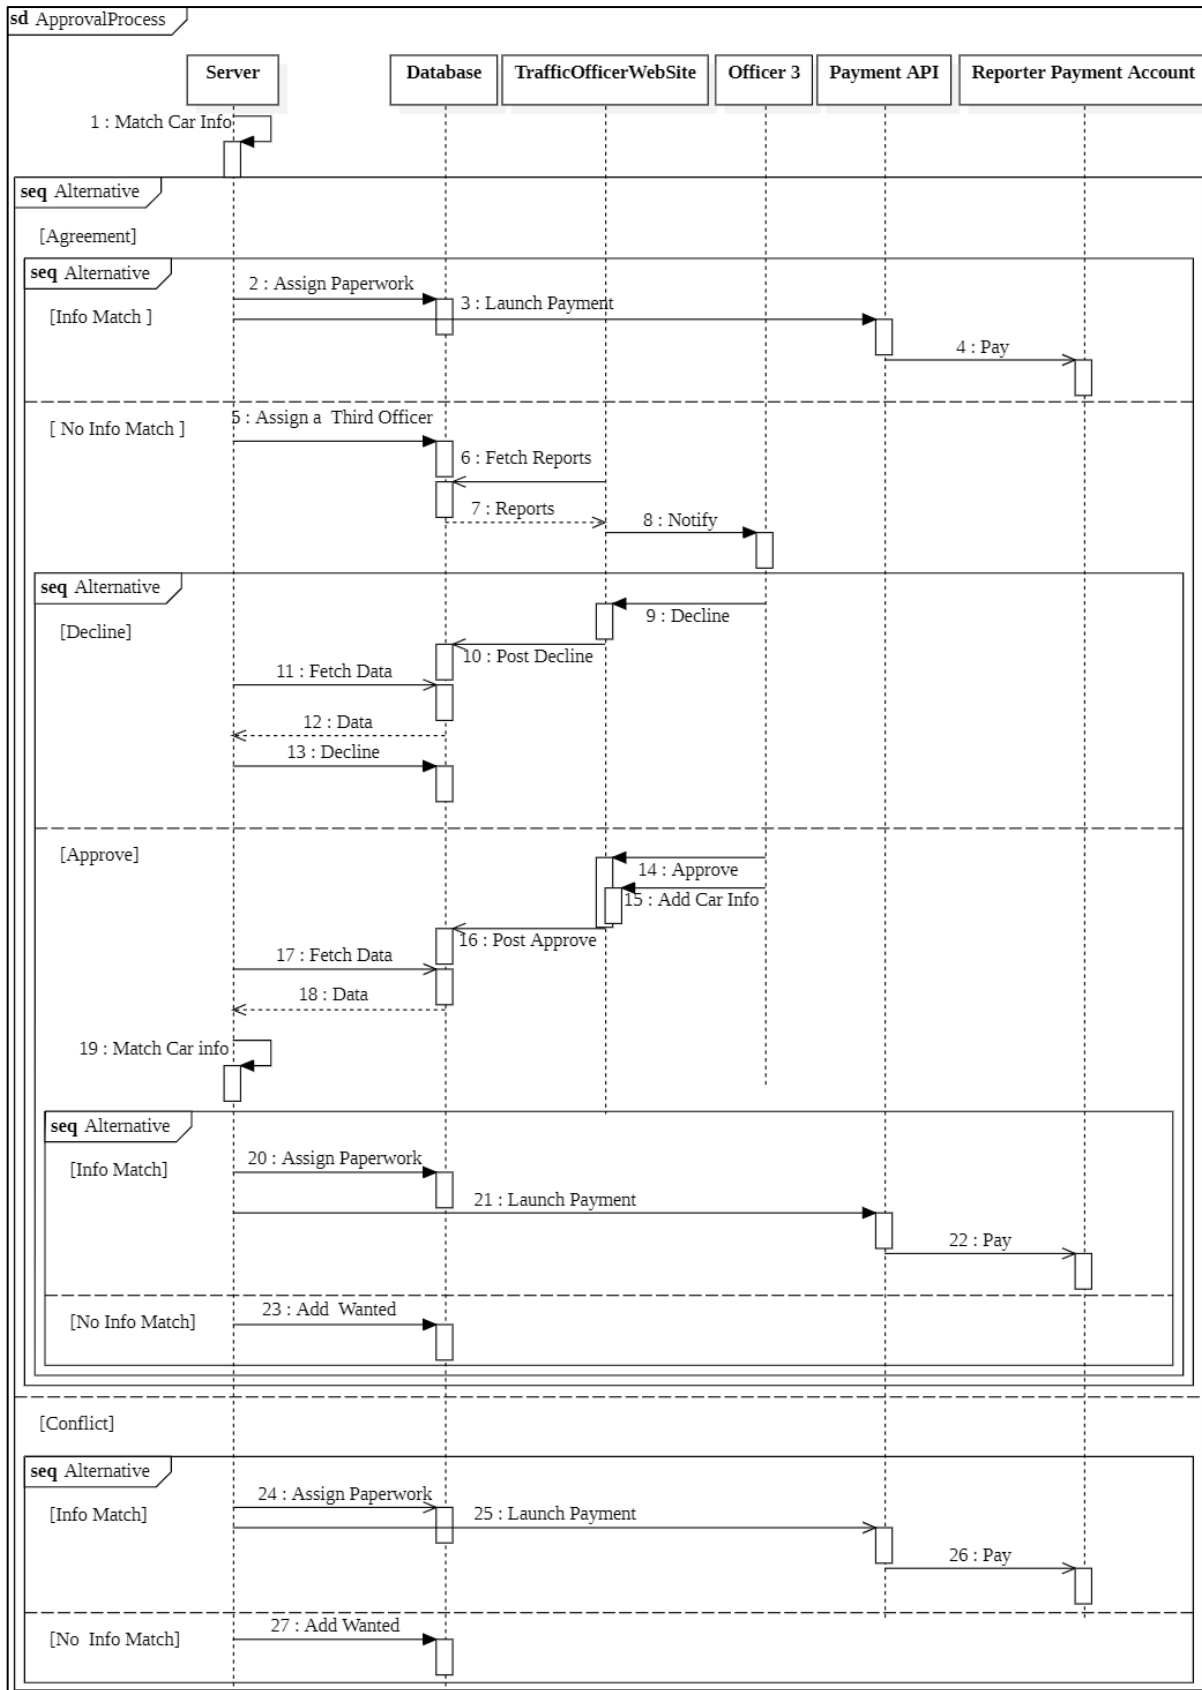 sd ApprovalProcess
Server
Database
TrafficOfficerWebSite
Officer 3
Payment API
Reporter Payment Account
1 : Match Car Info
seq Alternative
[Agreement]
seq Alternative
2 : Assign Paperwork
3 : Launch Payment
[Info Match ]
4 : Pay
5 : Assign a  Third Officer
[ No Info Match ]
6 : Fetch Reports
7 : Reports
8 : Notify
seq Alternative
9 : Decline
[Decline]
10 : Post Decline
11 : Fetch Data
12 : Data
13 : Decline
[Approve]
14 : Approve
15 : Add Car Info
16 : Post Approve
17 : Fetch Data
18 : Data
19 : Match Car info
seq Alternative
20 : Assign Paperwork
[Info Match]
21 : Launch Payment
22 : Pay
23 : Add  Wanted
[No Info Match]
[Conflict]
seq Alternative
24 : Assign Paperwork
25 : Launch Payment
[Info Match]
26 : Pay
27 : Add Wanted
[No  Info Match]